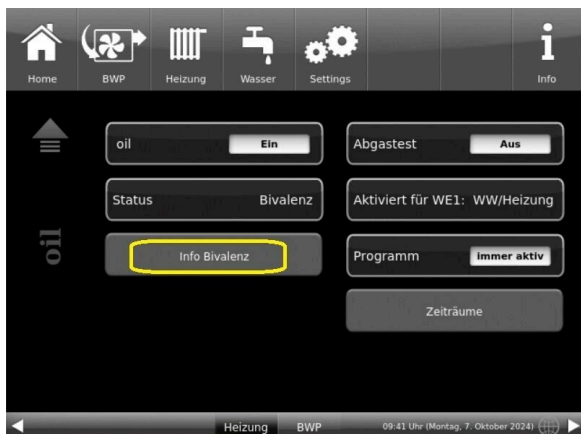 Home BWP Heizung Wasser Settings Info
oil Ein
Abgastest Aus
Status Bivalenz
Aktiviert für WE1: WW/Heizung
Info Bivalenz
Programm immer aktiv
Zeiträume
oil
Heizung BWP 09:41 Uhr (Montag, 7. Oktober 2024)